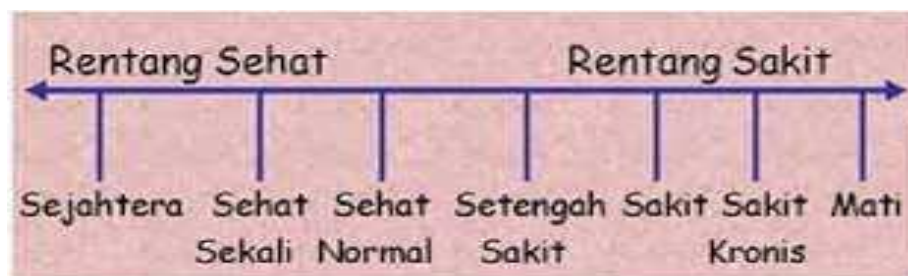 Rentang Sehat Rentang Sakit
Sejahtera Sehat Sehat Setengah Sakit Sakit Mati
Sekali Normal Sakit Kronis